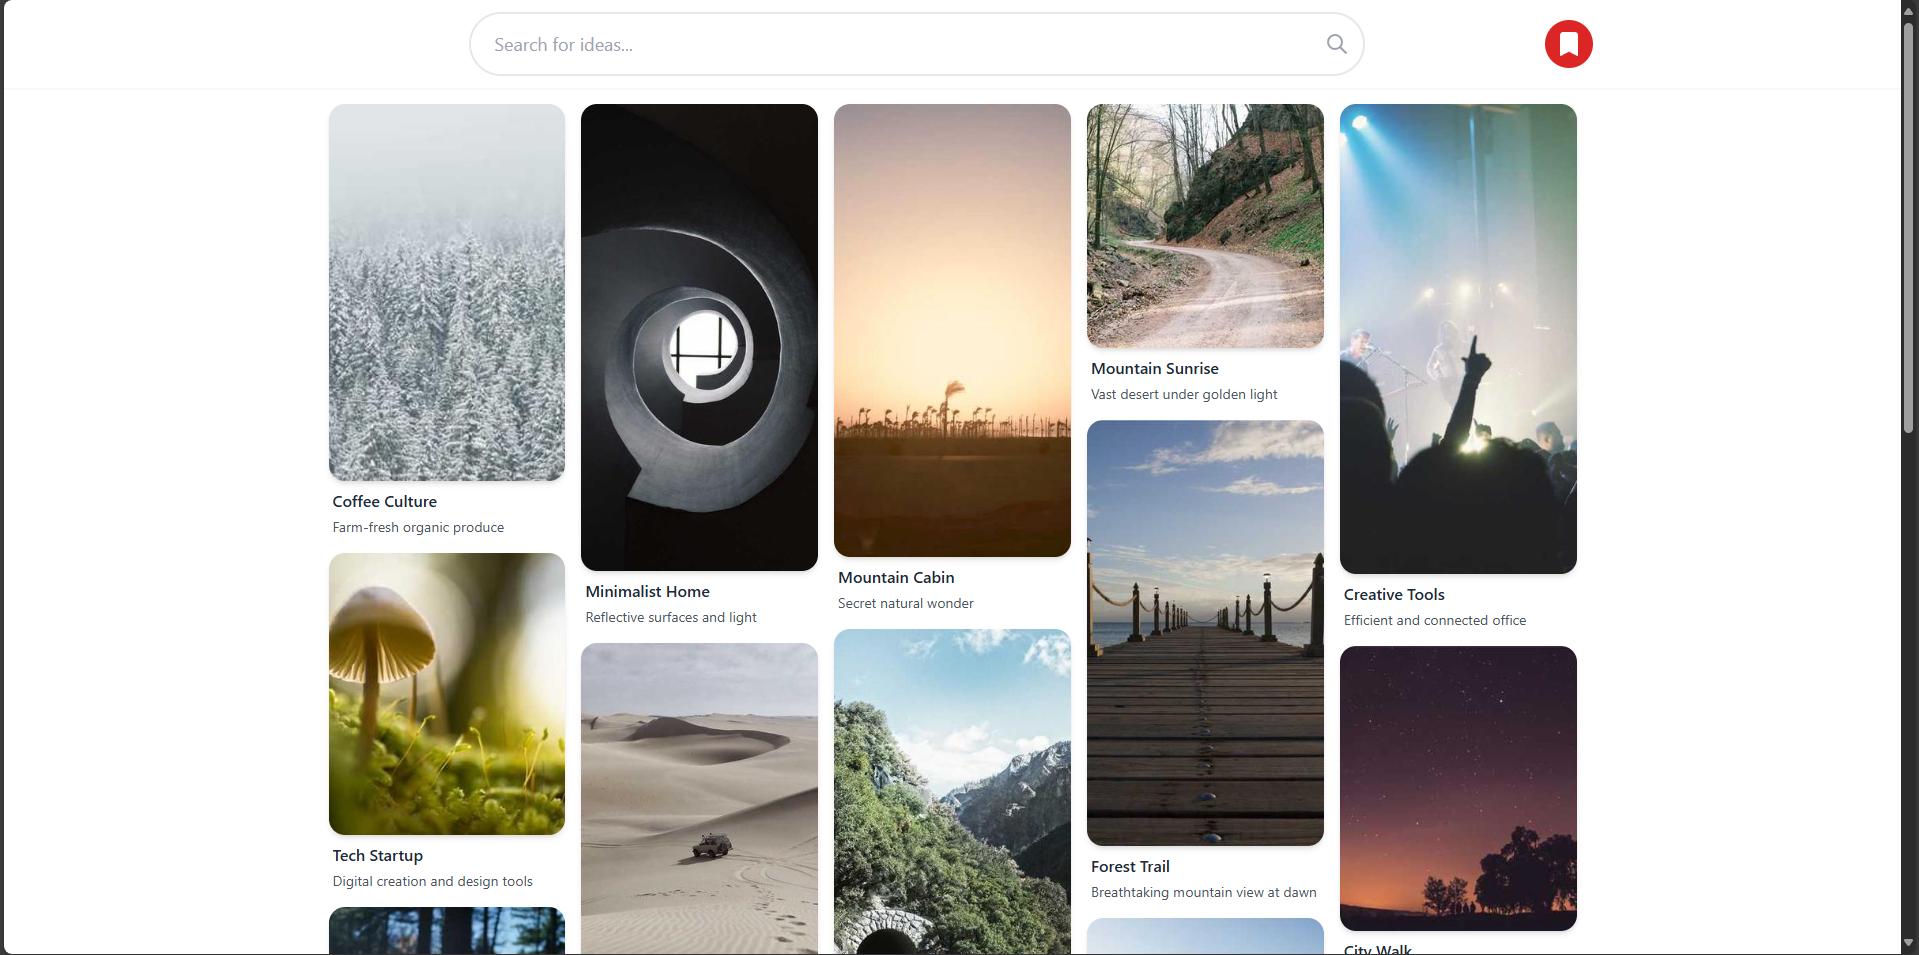 Search for ideas...
Coffee Culture
Farm-fresh organic produce
Tech Startup
Digital creation and design tools
Minimalist Home
Reflective surfaces and light
Mountain Cabin
Secret natural wonder
Mountain Sunrise
Vast desert under golden light
Forest Trail
Breathtaking mountain view at dawn
Creative Tools
Efficient and connected office
City Walk